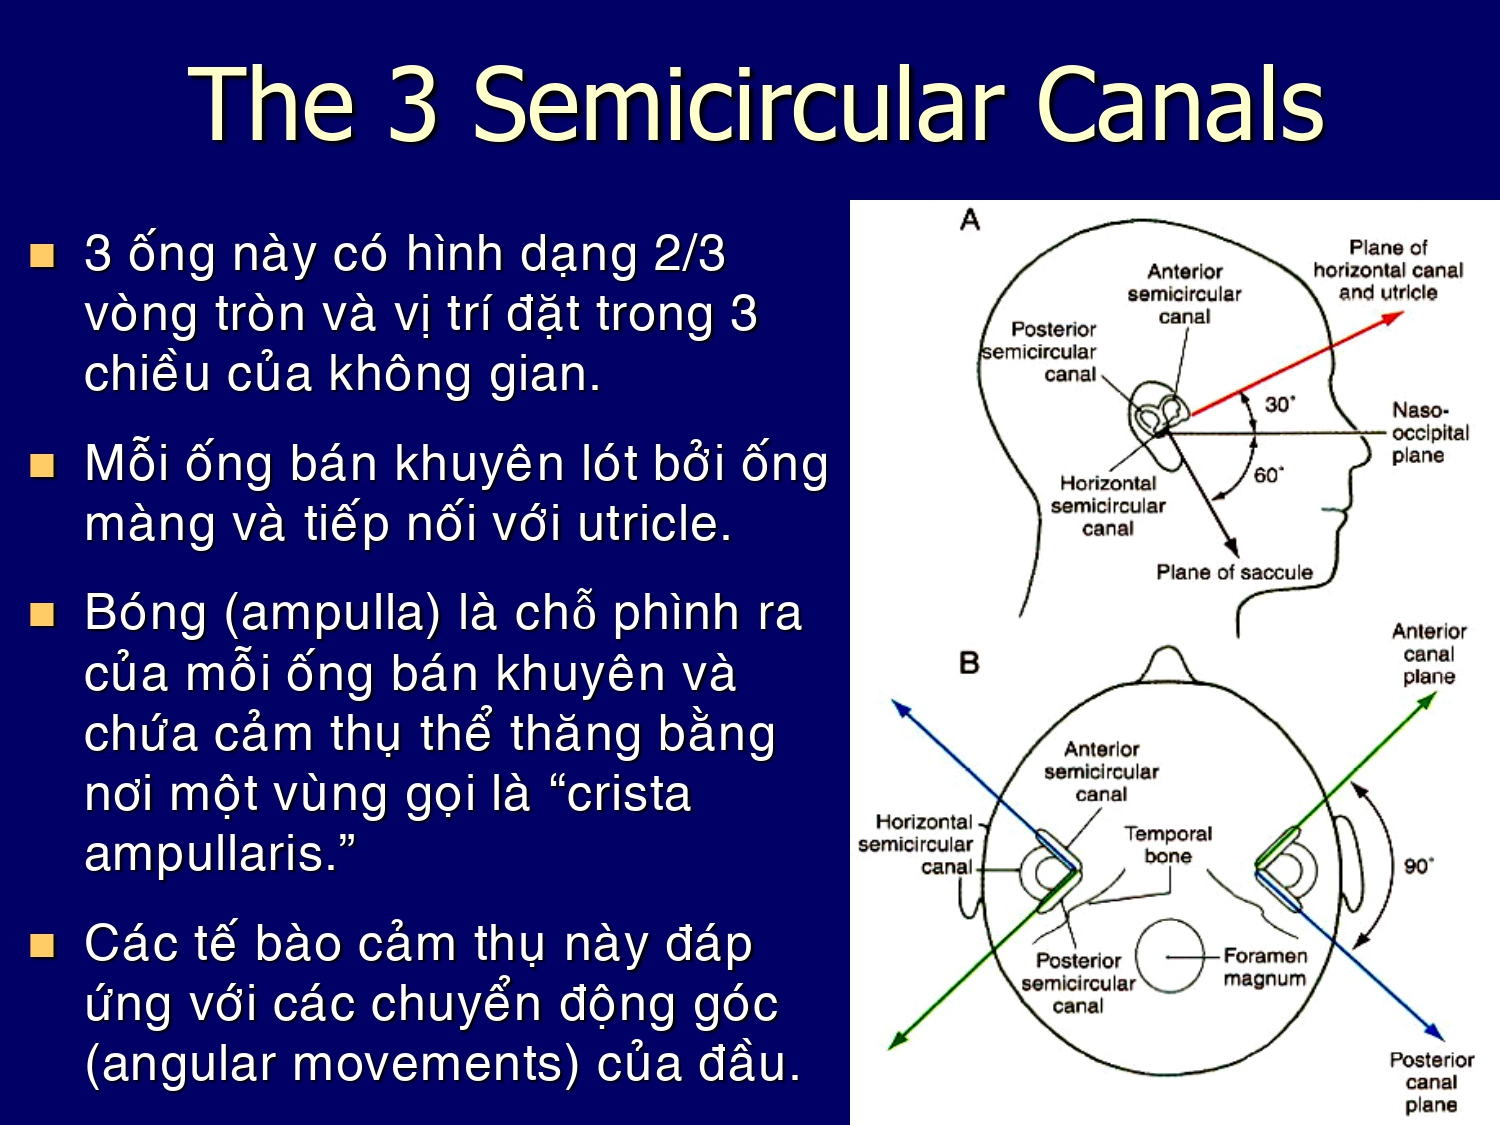 The 3 Semicircular Canals
3 ống này có hình dạng 2/3
vòng tròn và vị trí đặt trong 3
chiều của không gian.
Mỗi ống bán khuyên lót bởi ống
màng và tiếp nối với utricle.
Bóng (ampulla) là chỗ phình ra
của mỗi ống bán khuyên và
chứa cảm thụ thể thăng bằng
nơi một vùng gọi là “crista
ampullaris.”
Các tế bào cảm thụ này đáp
ứng với các chuyển động góc
(angular movements) của đầu.
A
Plane of
horizontal canal
and utricle
Anterior
semicircular
canal
Posterior
semicircular
canal
30°
Naso-
occipital
plane
60°
Horizontal
semicircular
canal
Plane of saccule
B
Anterior
canal
plane
Anterior
semicircular
canal
Horizontal
semicircular
canal
Temporal
bone
90°
Posterior
semicircular
canal
Foramen
magnum
Posterior
canal
plane